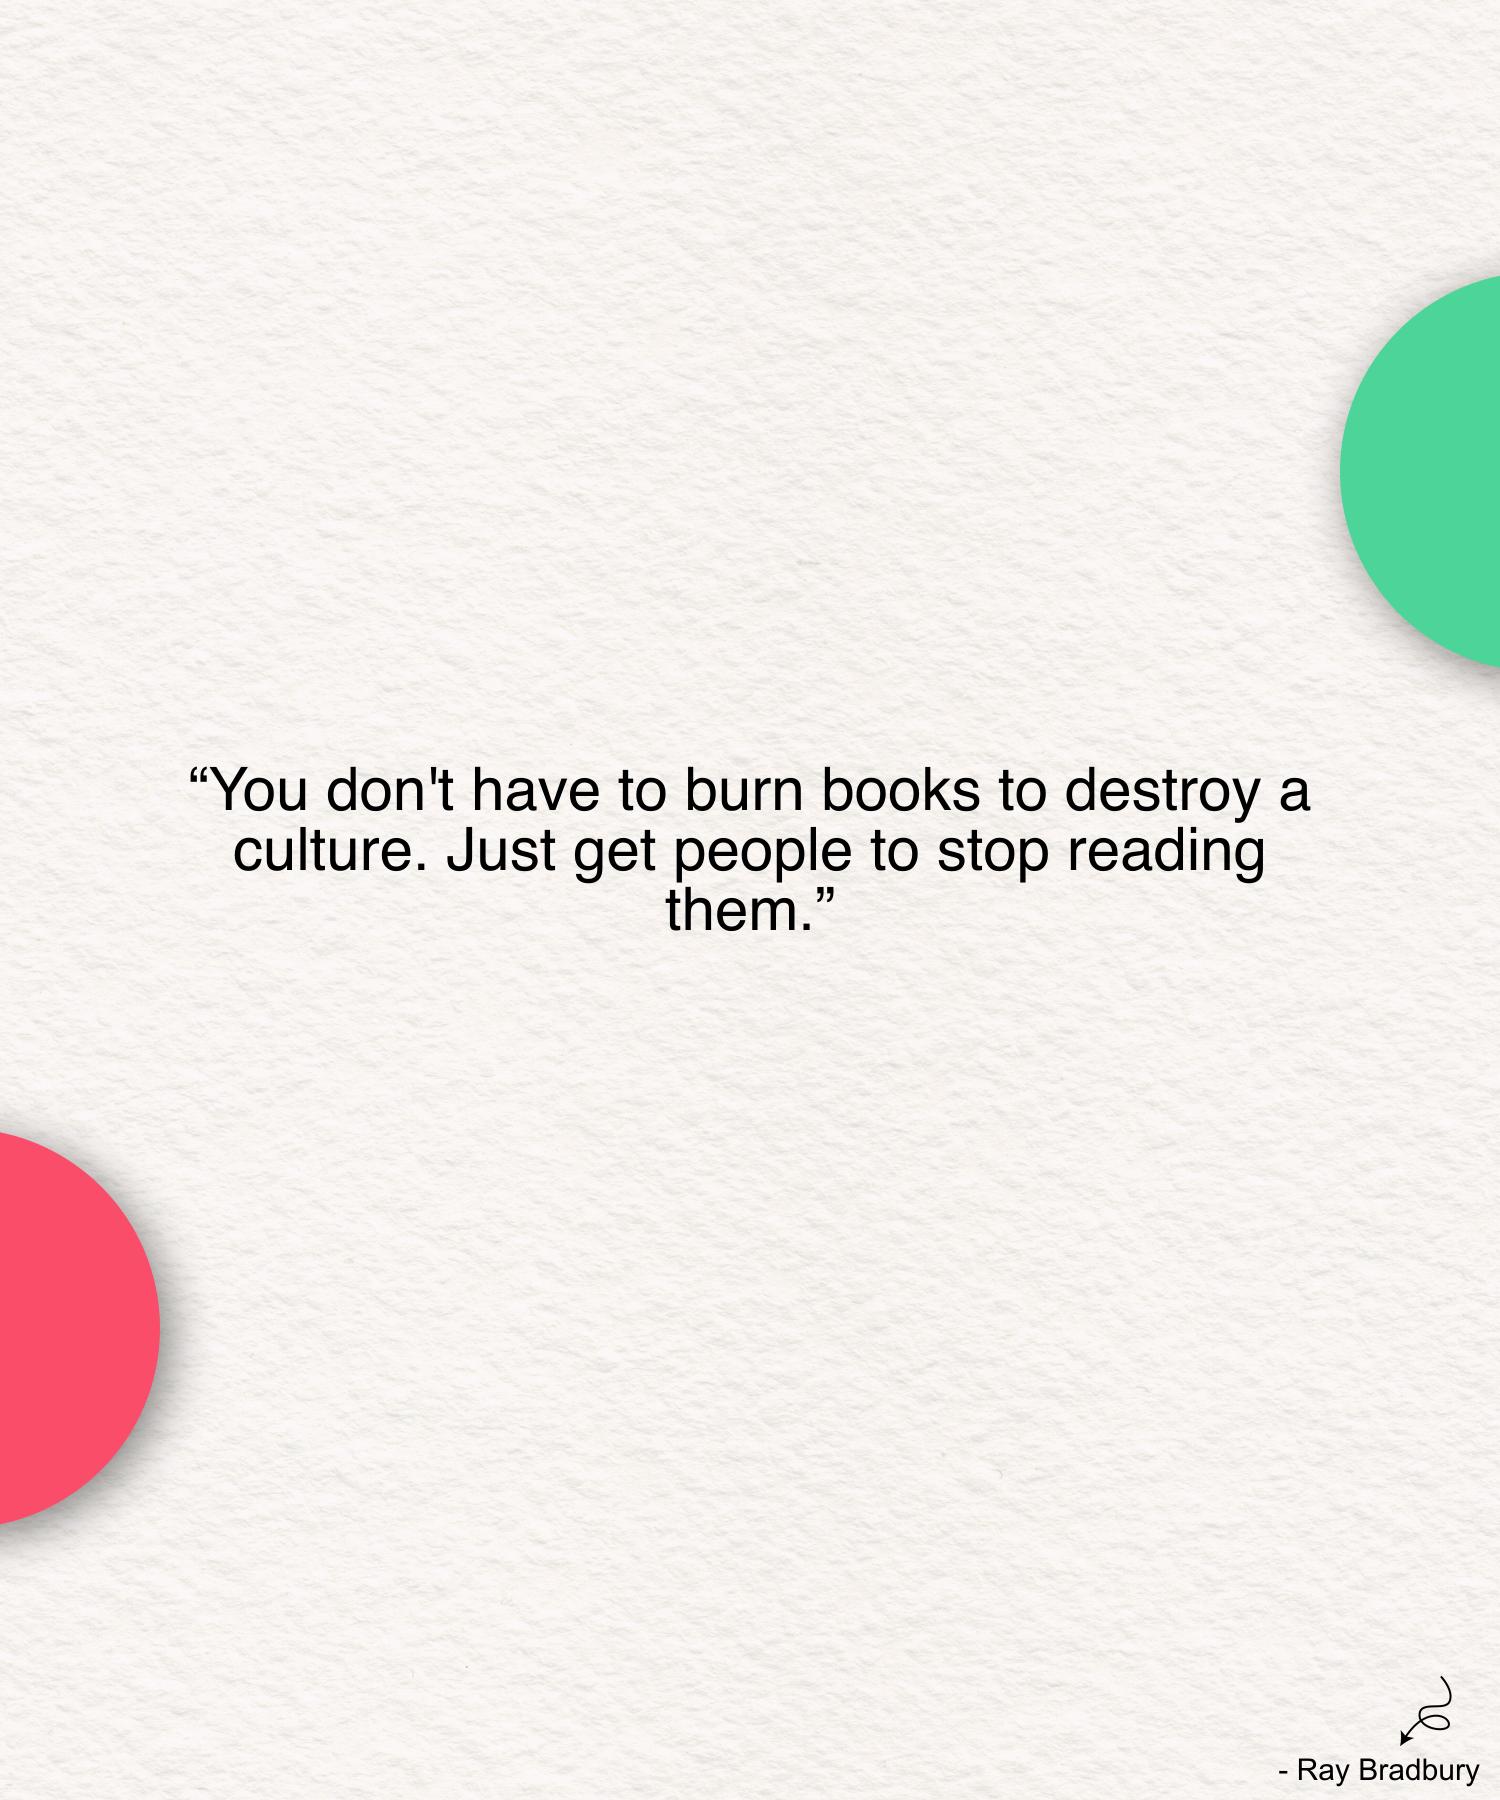 “You don't have to burn books to destroy a
culture. Just get people to stop reading
them.”
- Ray Bradbury